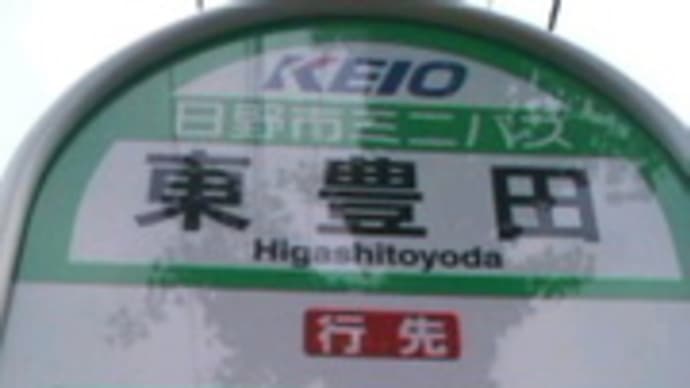 KEIO
日野市ミニバス
東豊田
Higashitoyoda
行先